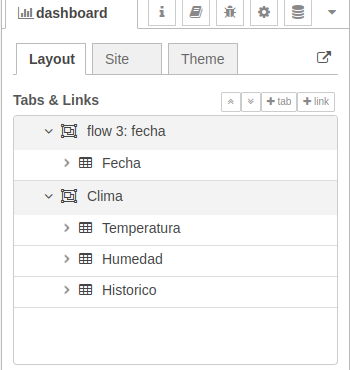 dashboard
Layout Site Theme
Tabs & Links + tab + link
flow 3: fecha
Fecha
Clima
Temperatura
Humedad
Historico